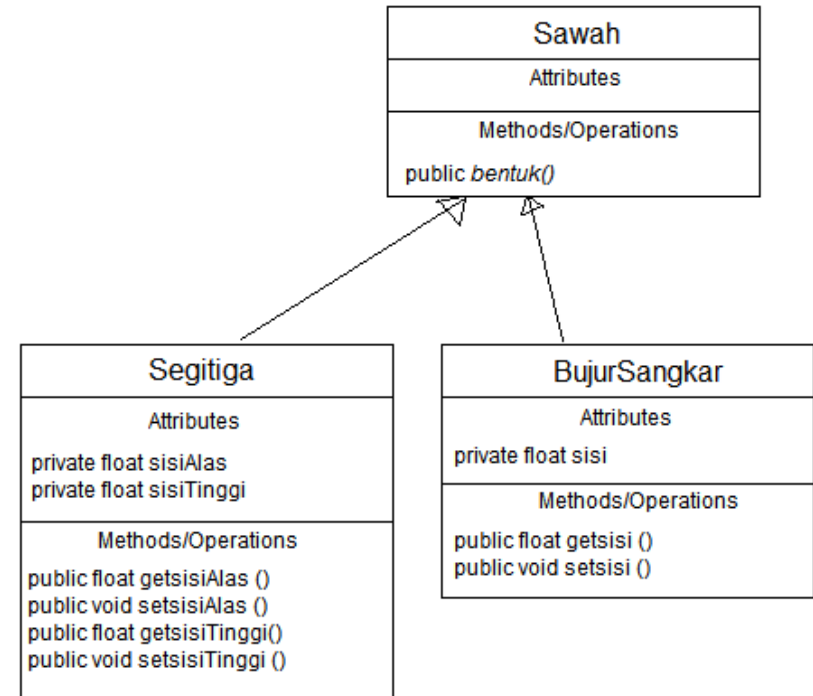 Sawah
Attributes
Methods/Operations
public bentuk()
Segitiga
Attributes
private float sisiAlas
private float sisiTinggi
Methods/Operations
public float getsisiAlas ()
public void setsisiAlas ()
public float getsisiTinggi()
public void setsisiTinggi ()
BujurSangkar
Attributes
private float sisi
Methods/Operations
public float getsisi ()
public void setsisi ()